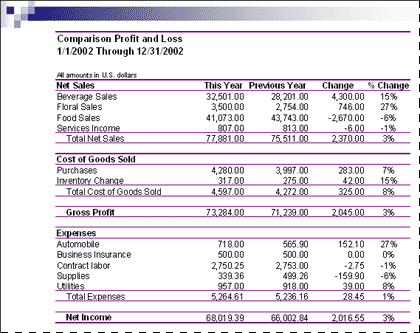 Comparison Profit and Loss
1/1/2002 Through 12/31/2002
All amounts in U.S. dollars
Net Sales This Year Previous Year Change % Change
Beverage Sales 32,501.00 28,201.00 4,300.00 15%
Floral Sales 3,500.00 2,754.00 746.00 27%
Food Sales 41,073.00 43,743.00 -2,670.00 -6%
Services Income 807.00 813.00 -6.00 -1%
Total Net Sales 77,881.00 75,511.00 2,370.00 3%
Cost of Goods Sold
Purchases 4,280.00 3,997.00 283.00 7%
Inventory Change 317.00 275.00 42.00 15%
Total Cost of Goods Sold 4,597.00 4,272.00 325.00 8%
Gross Profit 73,284.00 71,239.00 2,045.00 3%
Expenses
Automobile 718.00 565.90 152.10 27%
Business Insurance 500.00 500.00 0.00 0%
Contract labor 2,750.25 2,753.00 -2.75 -1%
Supplies 339.36 499.26 -159.90 -6%
Utilities 957.00 918.00 39.00 8%
Total Expenses 5,264.61 5,236.16 28.45 1%
Net Income 68,019.39 66,002.84 2,016.55 3%